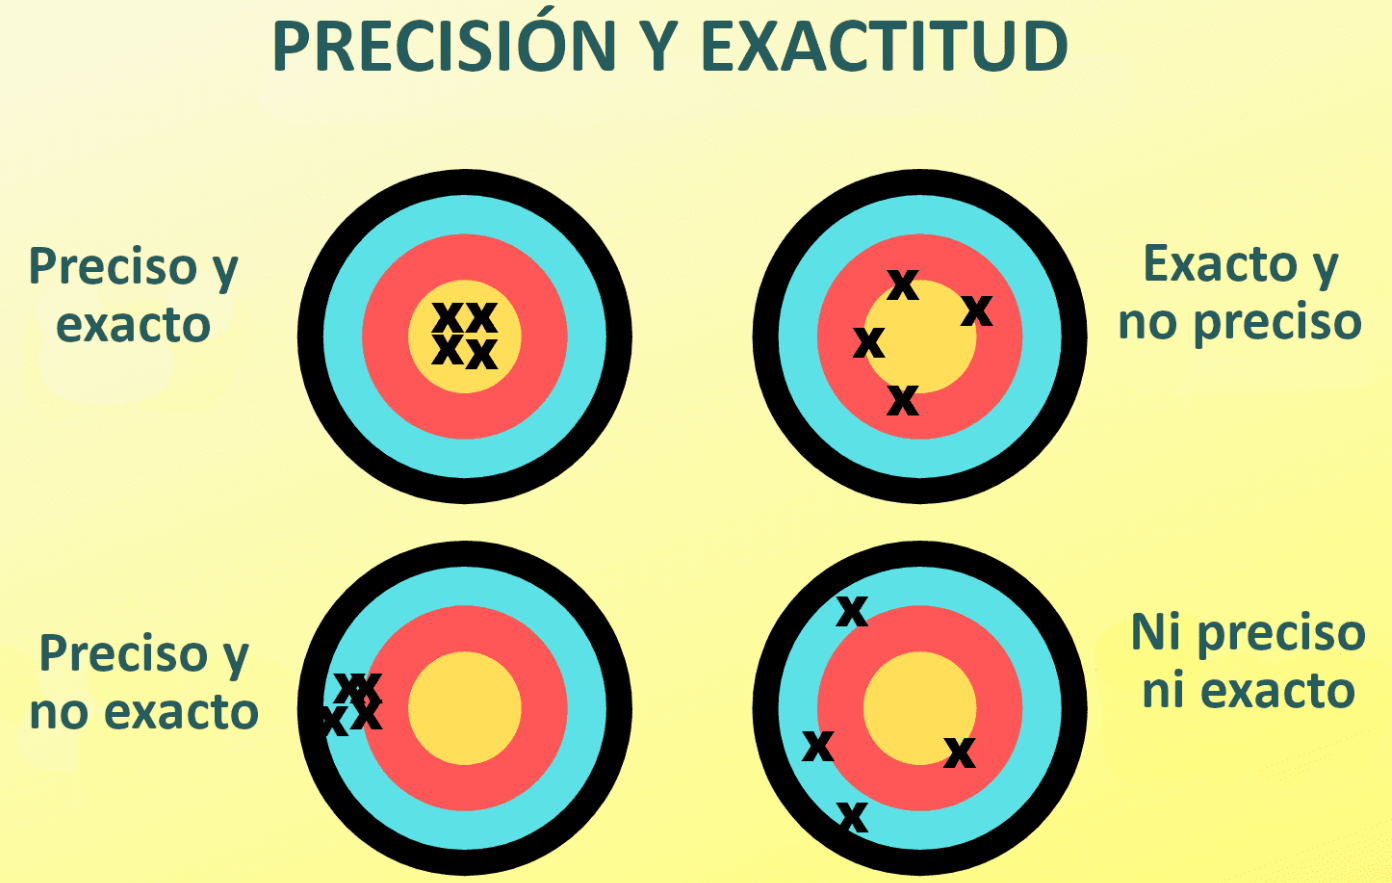 PRECISIÓN Y EXACTITUD
Preciso y
exacto
Exacto y
no preciso
Preciso y
no exacto
Ni preciso
ni exacto